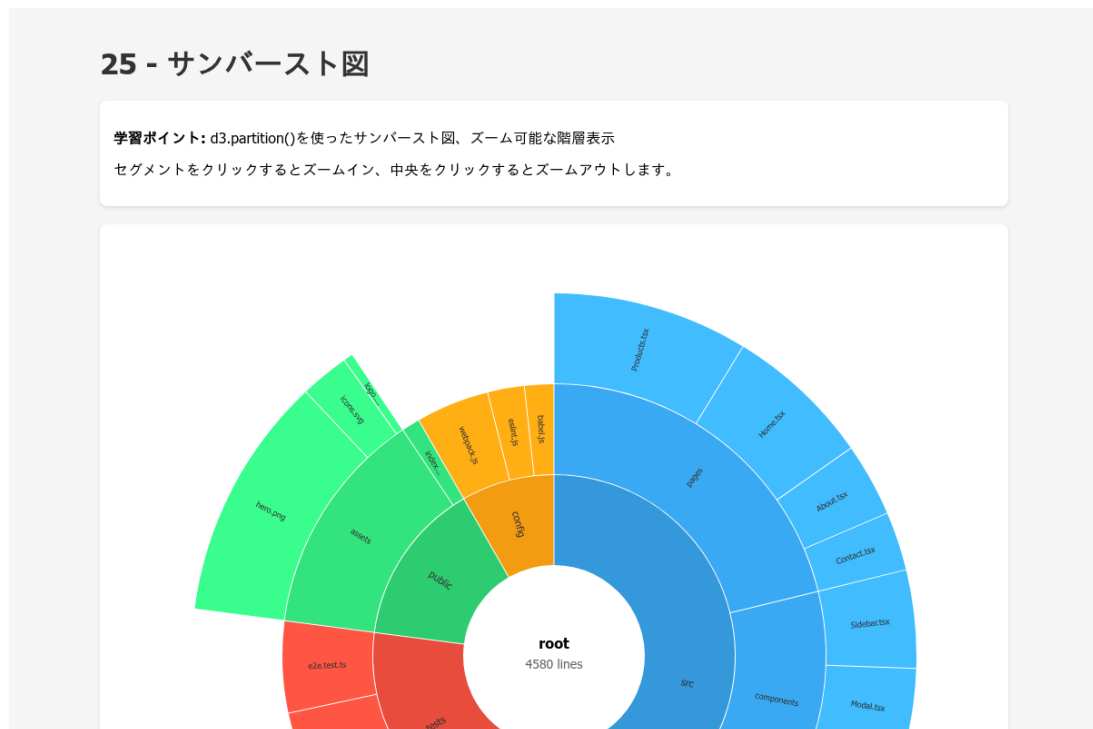 25 - サンバースト図
学習ポイント: d3.partition()を使ったサンバースト図、ズーム可能な階層表示
セグメントをクリックするとズームイン、中央をクリックするとズームアウトします。
Products.tsx
Home.tsx
About.tsx
Contact.tsx
Sidebar.tsx
Modal.tsx
pages
components
src
babel.js
eslint.js
webpack.js
config
logo...
icons.svg
hero.png
index...
assets
public
e2e.test.ts
tests
root
4580 lines